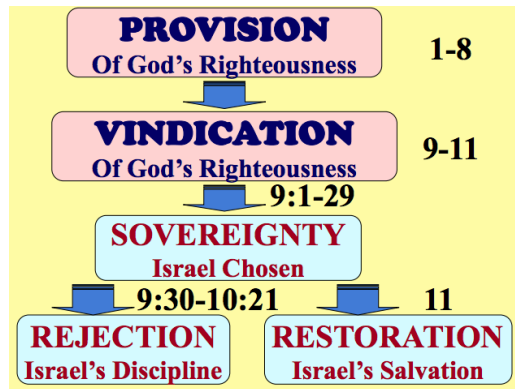 PROVISION
Of God's Righteousness
1-8
VINDICATION
Of God's Righteousness
9-11
9:1-29
SOVEREIGNTY
Israel Chosen
9:30-10:21
11
REJECTION
Israel's Discipline
RESTORATION
Israel's Salvation